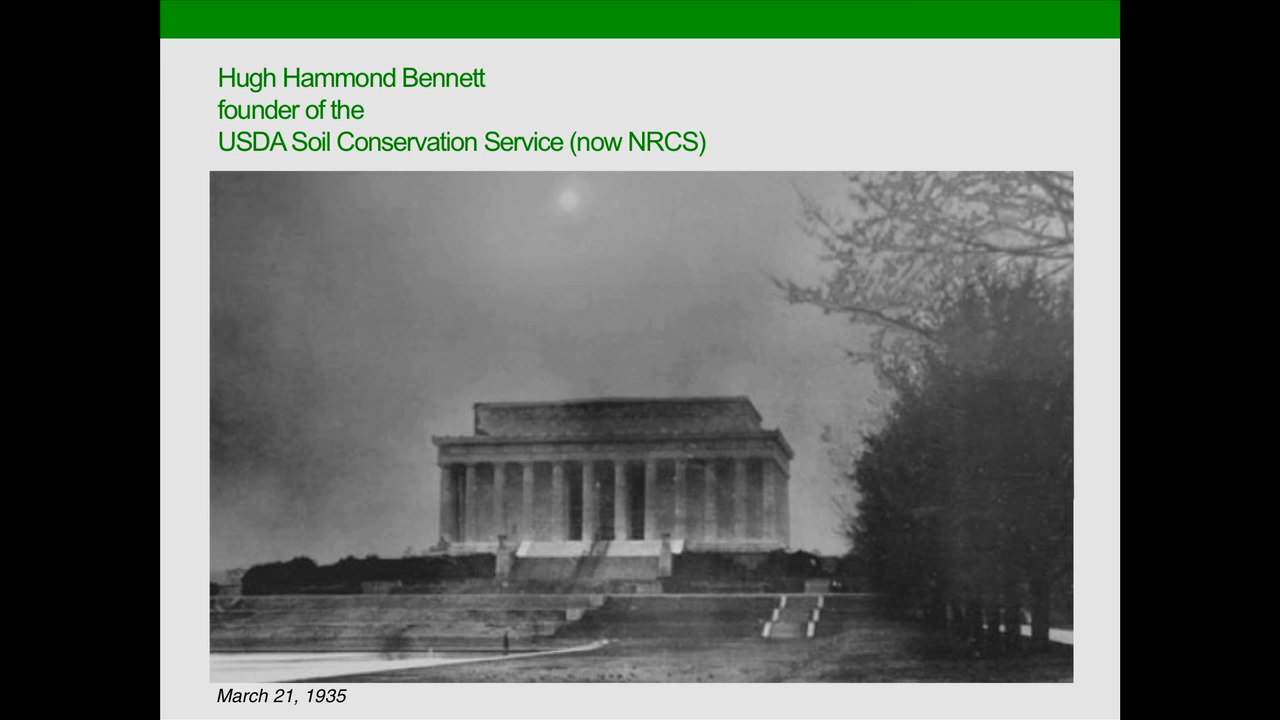 Hugh Hammond Bennett
founder of the
USDA Soil Conservation Service (now NRCS)
March 21, 1935